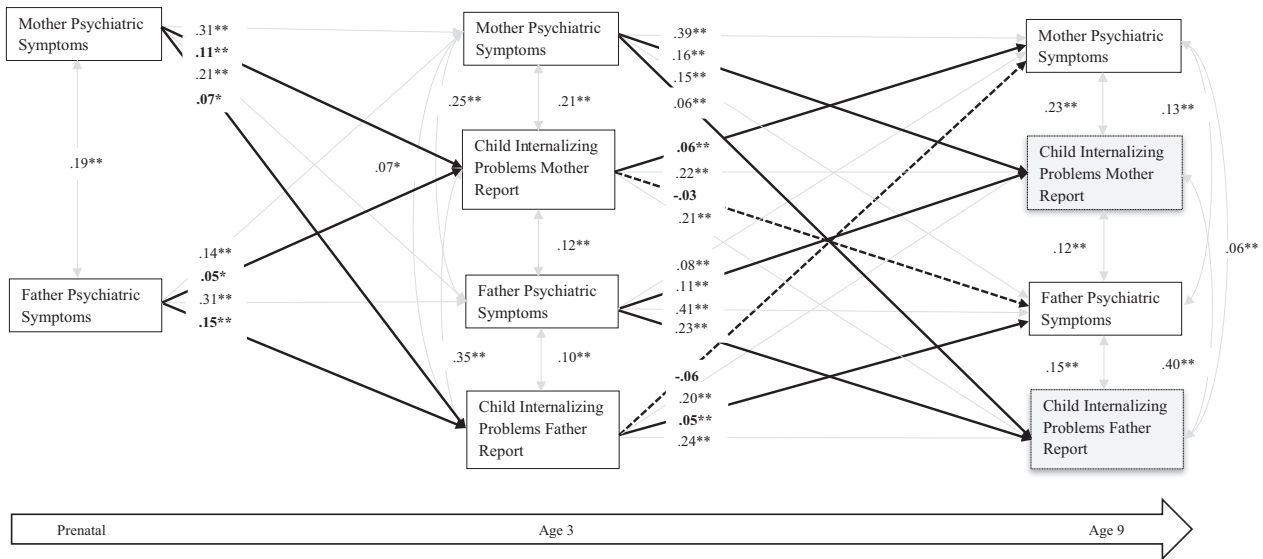 Mother Psychiatric
Symptoms
.31**
.11**
.21**
.07*
.19**
Father Psychiatric
Symptoms
.14**
.05*
.31**
.15**
Mother Psychiatric
Symptoms
.25**
.21**
.07*
Child Internalizing
Problems Mother
Report
.12**
Father Psychiatric
Symptoms
.35**
.10**
Child Internalizing
Problems Father
Report
.39**
.16**
.15**
.06**
.06**
.22**
-.03
.21**
.08**
.11**
.41**
.23**
-.06
.20**
.05**
.24**
Mother Psychiatric
Symptoms
.23**
.13**
Child Internalizing
Problems Mother
Report
.12**
.06**
Father Psychiatric
Symptoms
.15**
.40**
Child Internalizing
Problems Father
Report
Prenatal
Age 3
Age 9